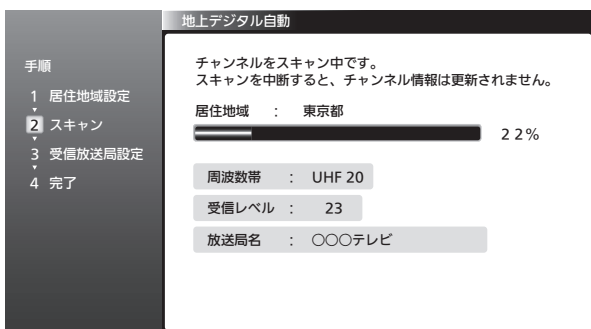 地上デジタル自動
手順
1 居住地域設定
2 スキャン
3 受信放送局設定
4 完了
チャンネルをスキャン中です。
スキャンを中断すると、チャンネル情報は更新されません。
居住地域 : 東京都
22%
周波数帯 : UHF 20
受信レベル : 23
放送局名 : 〇〇〇テレビ